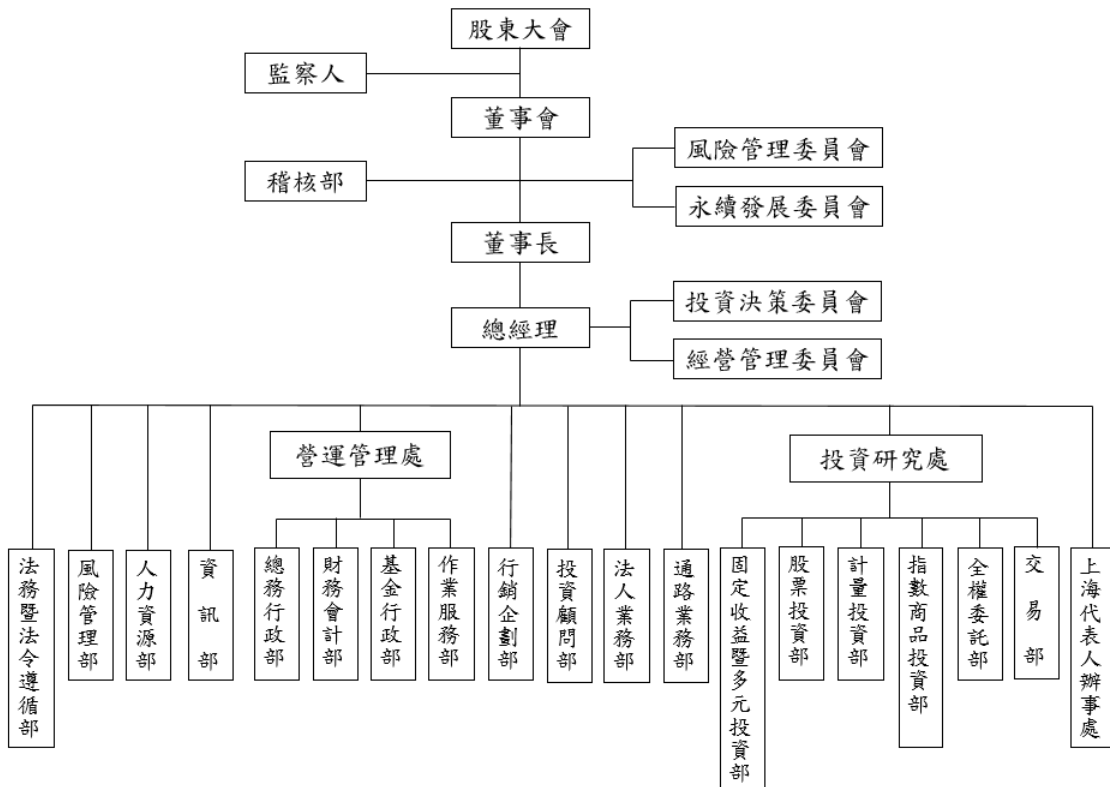 股東大會
監察人
董事會
風險管理委員會
稽核部
永續發展委員會
董事長
投資決策委員會
總經理
經營管理委員會
營運管理處
投資研究處
法務暨法令遵循部
風險管理部
人力資源部
資訊部
總務行政部
財務會計部
基金行政部
作業服務部
行銷企劃部
投資顧問部
法人業務部
通路業務部
固定收益暨多元投資部
股票投資部
計量投資部
指數商品投資部
全權委託部
交易部
上海代表人辦事處